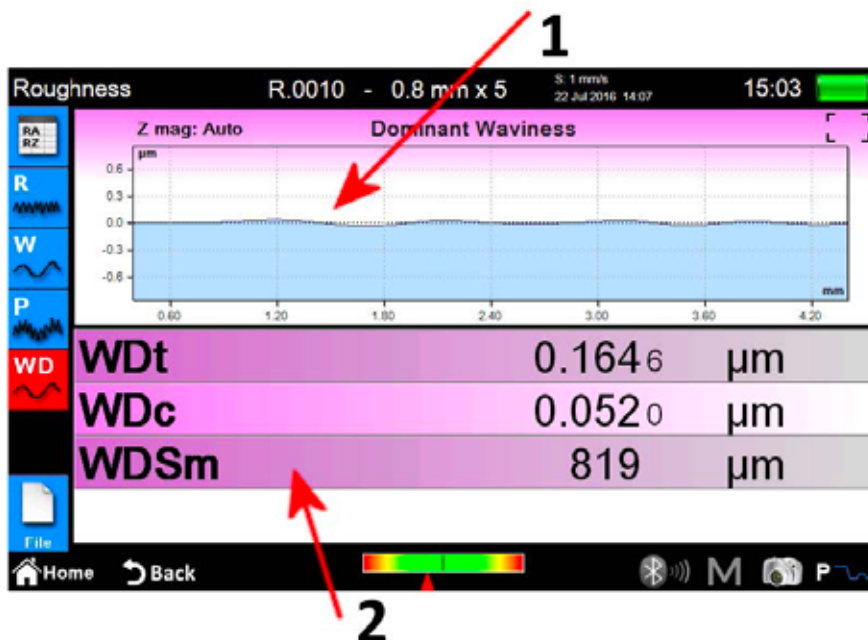 1
Roughness R.0010 - 0.8 mm x 5 S: 1 mm/s 15:03
22 Jul 2016 14:07
RA
RZ
Z mag: Auto Dominant Waviness
µm
0.6
0.3
0.0
-0.3
-0.6
mm
0.60 1.20 1.80 2.40 3.00 3.60 4.20
R
W
P
WD
WDt 0.1646 µm
WDc 0.0520 µm
WDSm 819 µm
File
Home Back M P
2